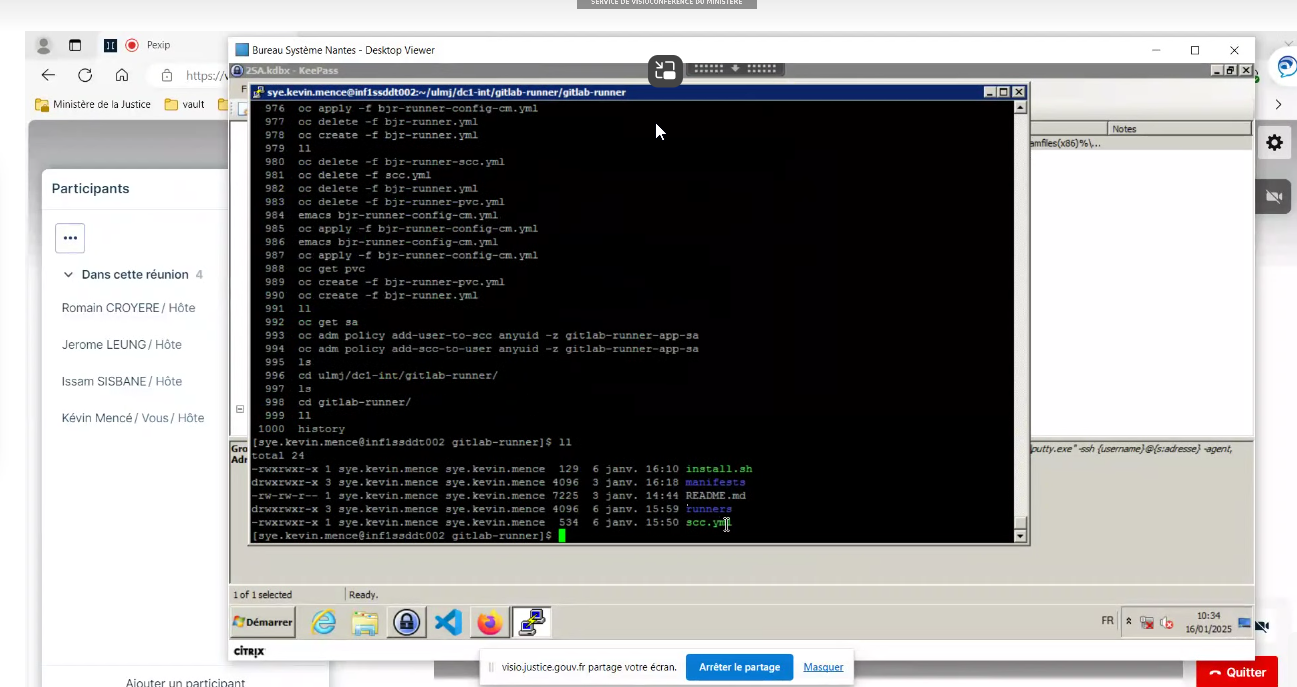 SERVICE DE VISIOCONFÉRENCE DU MINISTÈRE
Pexip
Bureau Système Nantes - Desktop Viewer
https://v
2SA.kdbx - KeePass
Ministère de la Justice
vault
F
sye.kevin.mence@inf1ssddt002:~/ulmj/dc1-int/gitlab-runner/gitlab-runner
Notes
amfiles(x86)%\...
976 oc apply -f bjr-runner-config-cm.yml
977 oc delete -f bjr-runner.yml
978 oc create -f bjr-runner.yml
979 ll
980 oc delete -f bjr-runner-scc.yml
981 oc delete -f scc.yml
982 oc delete -f bjr-runner.yml
983 oc delete -f bjr-runner-pvc.yml
984 emacs bjr-runner-config-cm.yml
985 oc apply -f bjr-runner-config-cm.yml
986 emacs bjr-runner-config-cm.yml
987 oc apply -f bjr-runner-config-cm.yml
988 oc get pvc
989 oc create -f bjr-runner-pvc.yml
990 oc create -f bjr-runner.yml
991 ll
992 oc get sa
993 oc adm policy add-user-to-scc anyuid -z gitlab-runner-app-sa
994 oc adm policy add-scc-to-user anyuid -z gitlab-runner-app-sa
995 ls
996 cd ulmj/dc1-int/gitlab-runner/
997 ls
998 cd gitlab-runner/
999 ll
1000 history
[sye.kevin.mence@inf1ssddt002 gitlab-runner]$ ll
total 24
-rwxrwxr-x 1 sye.kevin.mence sye.kevin.mence 129 6 janv. 16:10 install.sh
drwxrwxr-x 3 sye.kevin.mence sye.kevin.mence 4096 3 janv. 16:18 manifests
-rw-rw-r-- 1 sye.kevin.mence sye.kevin.mence 7225 3 janv. 14:44 README.md
drwxrwxr-x 3 sye.kevin.mence sye.kevin.mence 4096 6 janv. 15:59 runners
-rwxrwxr-x 1 sye.kevin.mence sye.kevin.mence 534 6 janv. 15:50 scc.yml
[sye.kevin.mence@inf1ssddt002 gitlab-runner]$
Participants
Dans cette réunion 4
Romain CROYERE / Hôte
Jerome LEUNG / Hôte
Issam SISBANE / Hôte
Kévin Mencé / Vous / Hôte
Ajouter un participant
Gro
Adr
putty.exe" -ssh {username}@{s:adresse} -agent,
1 of 1 selected
Ready.
Démarrer
FR
10:34
16/01/2025
CITRIX
visio.justice.gouv.fr partage votre écran.
Arrêter le partage
Masquer
Quitter